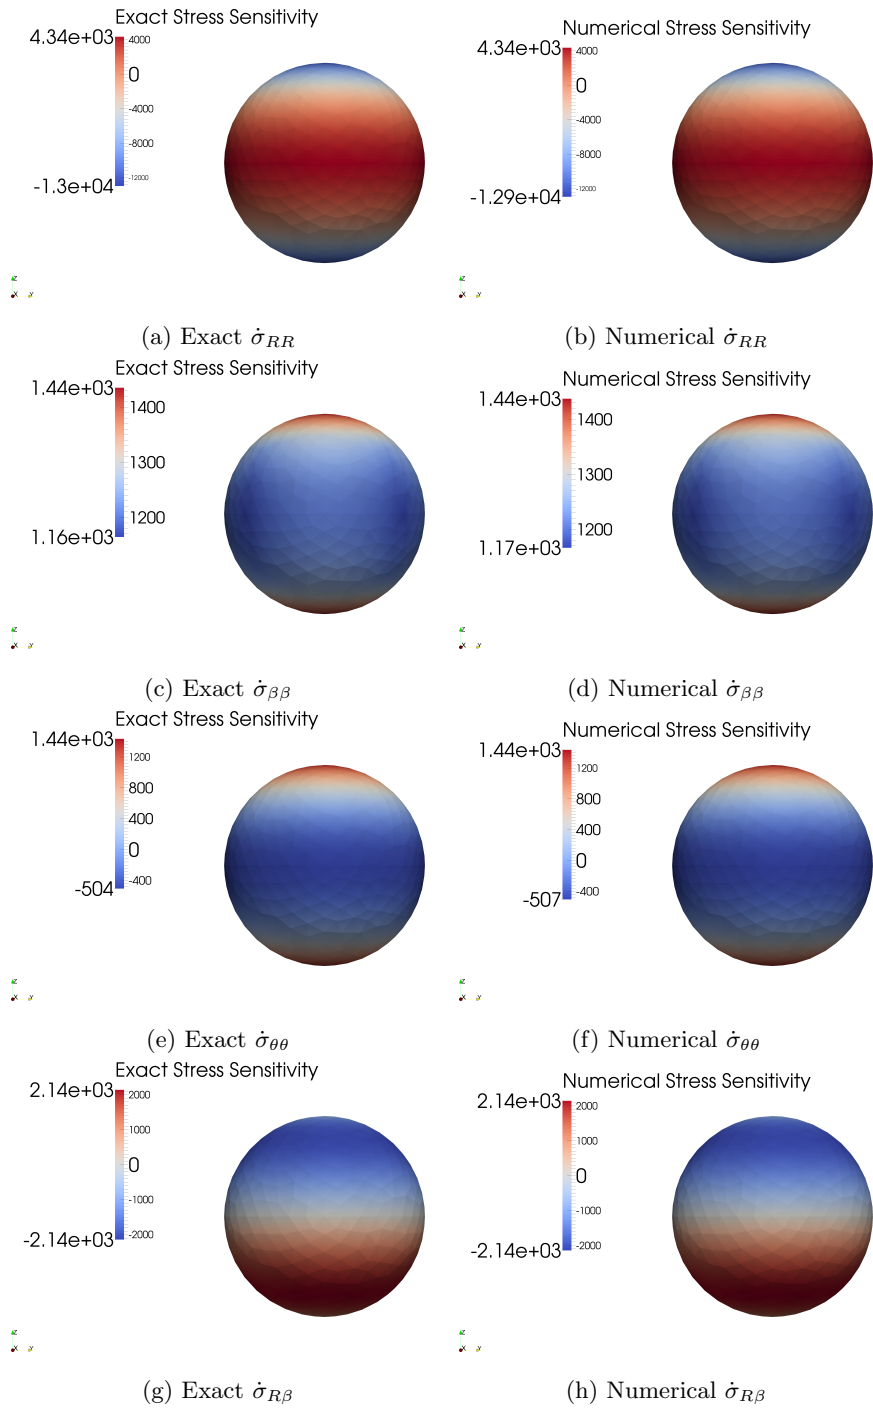 Exact Stress Sensitivity
4.34e+03
4000
0
-4000
-8000
-12000
-1.3e+04
Z
X Y
(a) Exact σ̇_RR
Numerical Stress Sensitivity
4.34e+03
4000
0
-4000
-8000
-12000
-1.29e+04
Z
X Y
(b) Numerical σ̇_RR
Exact Stress Sensitivity
1.44e+03
1400
1300
1200
1.16e+03
Z
X Y
(c) Exact σ̇_ββ
Numerical Stress Sensitivity
1.44e+03
1400
1300
1200
1.17e+03
Z
X Y
(d) Numerical σ̇_ββ
Exact Stress Sensitivity
1.44e+03
1200
800
400
0
-400
-504
Z
X Y
(e) Exact σ̇_θθ
Numerical Stress Sensitivity
1.44e+03
1200
800
400
0
-400
-507
Z
X Y
(f) Numerical σ̇_θθ
Exact Stress Sensitivity
2.14e+03
2000
1000
0
-1000
-2000
-2.14e+03
Z
X Y
(g) Exact σ̇_Rβ
Numerical Stress Sensitivity
2.14e+03
2000
1000
0
-1000
-2000
-2.14e+03
Z
X Y
(h) Numerical σ̇_Rβ